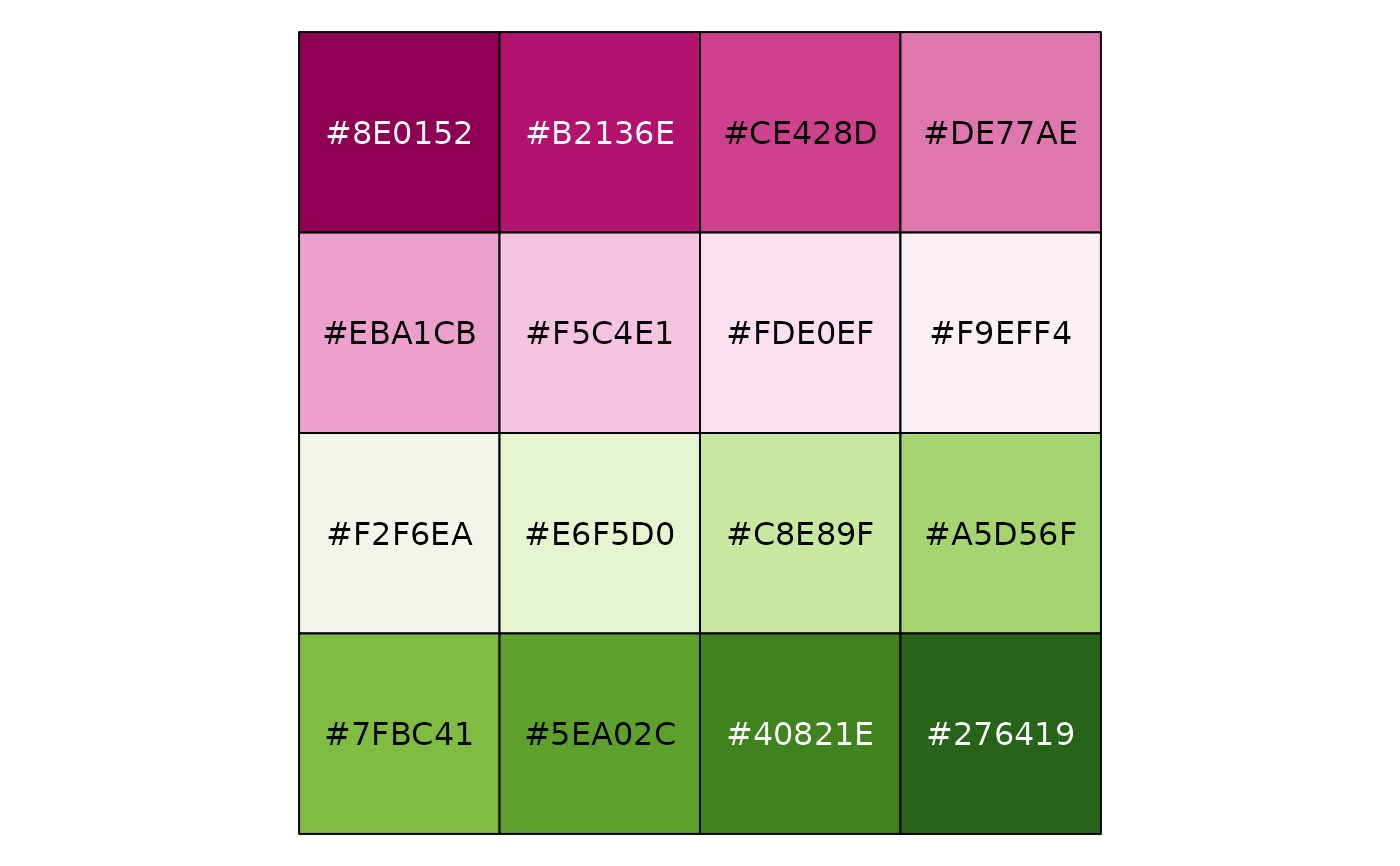 #8E0152 #B2136E #CE428D #DE77AE
#EBA1CB #F5C4E1 #FDE0EF #F9EFF4
#F2F6EA #E6F5D0 #C8E89F #A5D56F
#7FBC41 #5EA02C #40821E #276419